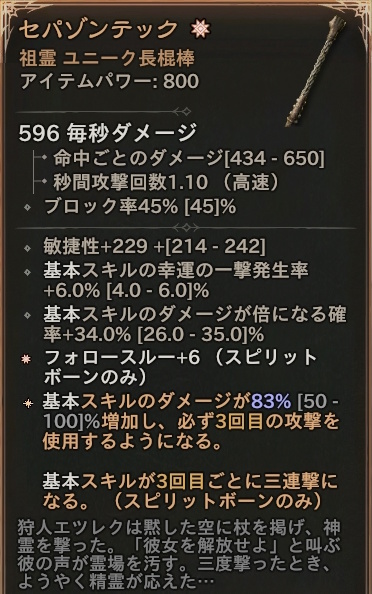 セパゾンテック
祖霊 ユニーク長棍棒
アイテムパワー: 800
596 毎秒ダメージ
命中ごとのダメージ[434 - 650]
秒間攻撃回数1.10 （高速）
ブロック率45% [45]%
敏捷性+229 +[214 - 242]
基本スキルの幸運の一撃発生率
+6.0% [4.0 - 6.0]%
基本スキルのダメージが倍になる確
率+34.0% [26.0 - 35.0]%
フォロースルー+6 （スピリット
ボーンのみ）
基本スキルのダメージが83% [50 -
100]%増加し、必ず3回目の攻撃を
使用するようになる。
基本スキルが3回目ごとに三連撃に
なる。 （スピリットボーンのみ）
狩人エツレクは黙した空に杖を掲げ、神
霊を撃った。「彼女を解放せよ」と叫ぶ
彼の声が霊場を汚す。三度撃ったとき、
ようやく精霊が応えた…